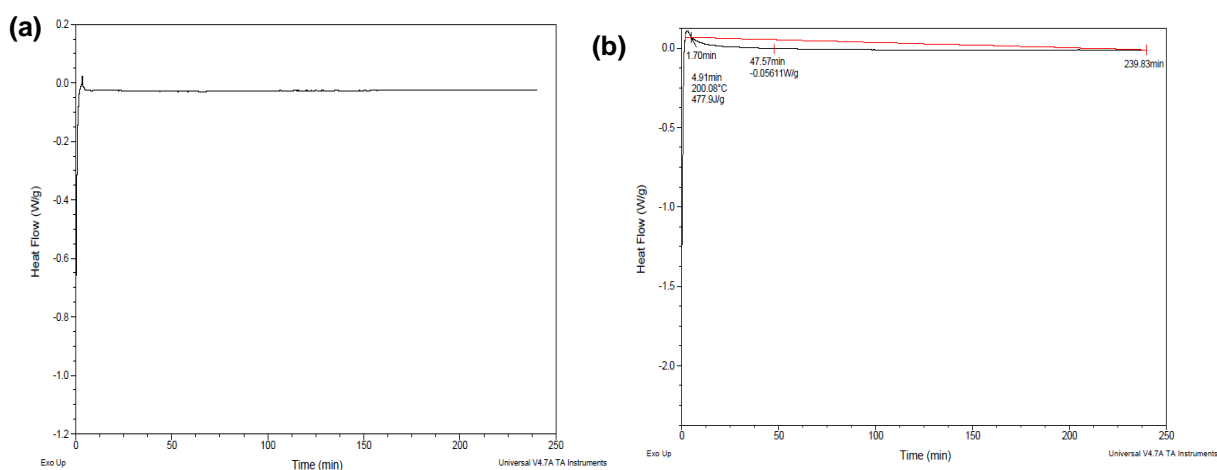 (a)
0.2
0.0
-0.2
-0.4
-0.6
-0.8
-1.0
-1.2
Heat Flow (W/g)
0
50
100
150
200
250
Exo Up
Time (min)
Universal V4.7A TA Instruments
(b)
0.0
-0.5
-1.0
-1.5
-2.0
Heat Flow (W/g)
1.70min
4.91min
200.08°C
477.9J/g
47.57min
-0.05611W/g
239.83min
0
50
100
150
200
250
Exo Up
Time (min)
Universal V4.7A TA Instruments